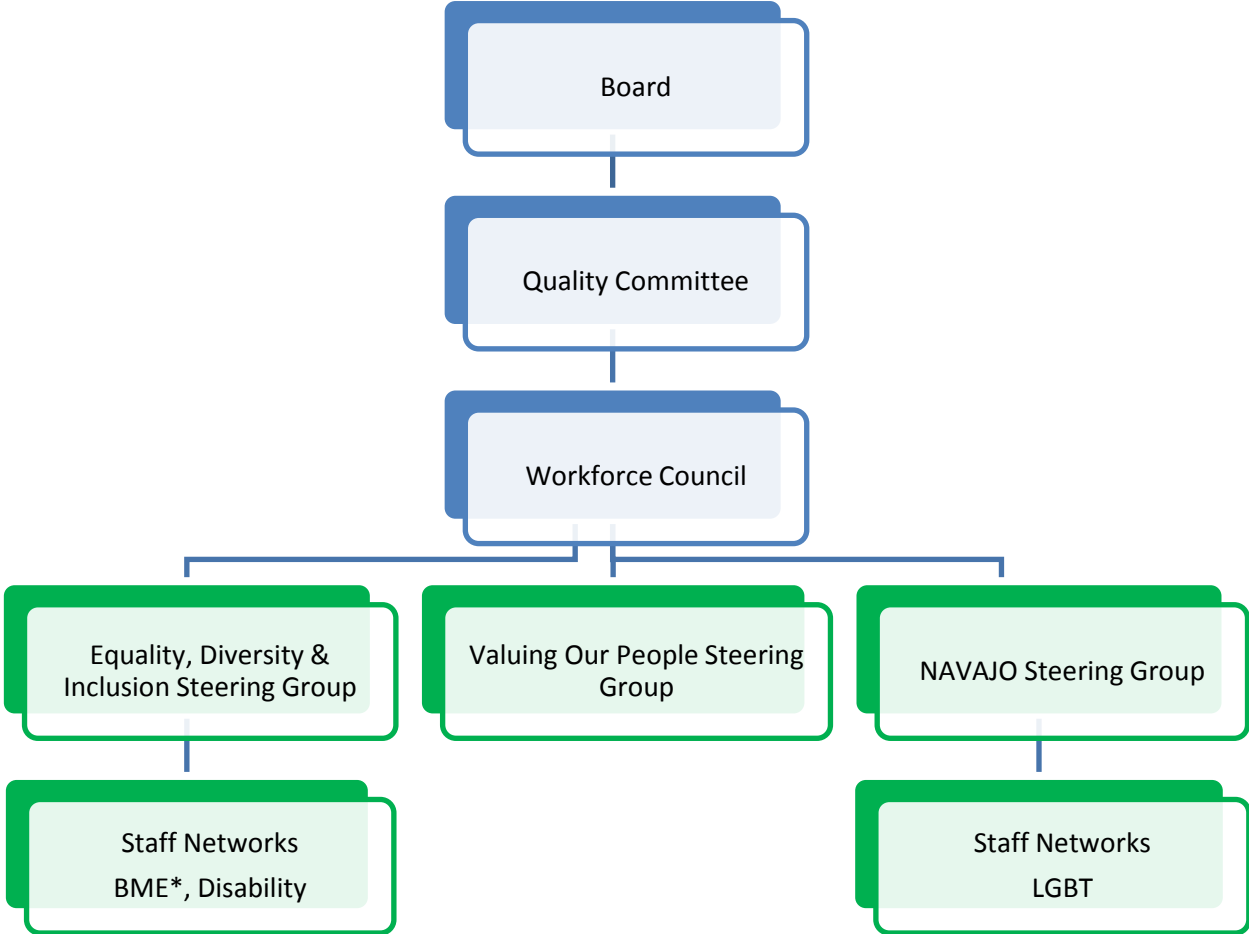 Board
Quality Committee
Workforce Council
Equality, Diversity &
Inclusion Steering Group
Valuing Our People Steering
Group
NAVAJO Steering Group
Staff Networks
BME*, Disability
Staff Networks
LGBT